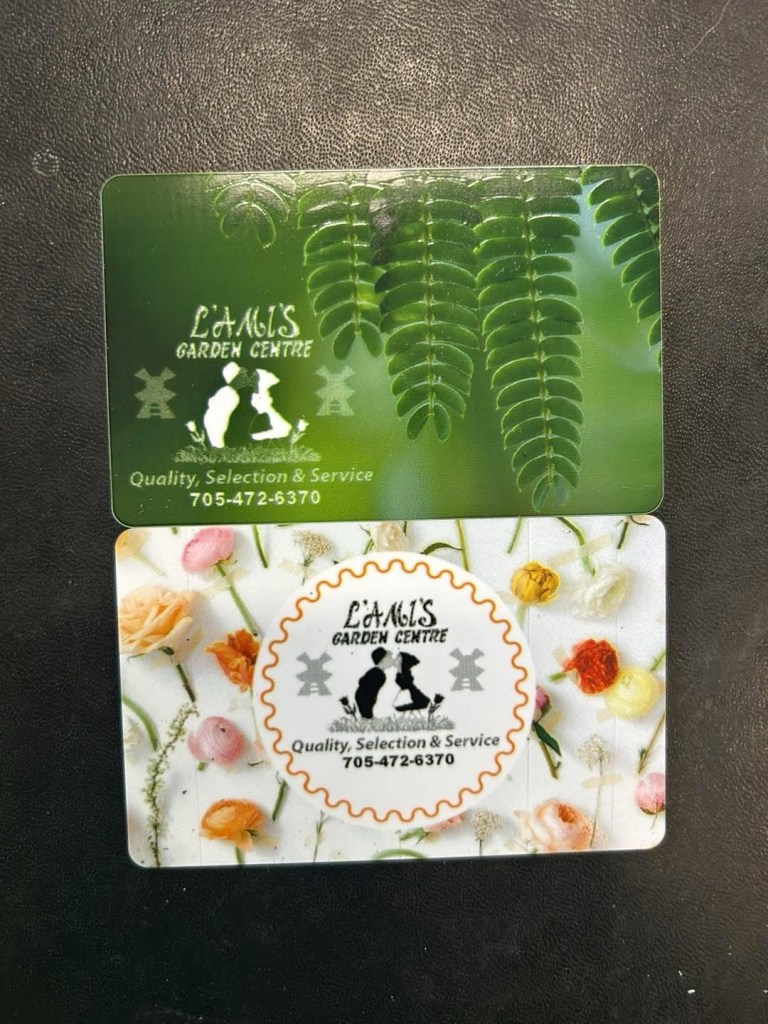 L'AMI'S
GARDEN CENTRE
Quality, Selection & Service
705-472-6370
L'AMI'S
GARDEN CENTRE
Quality, Selection & Service
705-472-6370